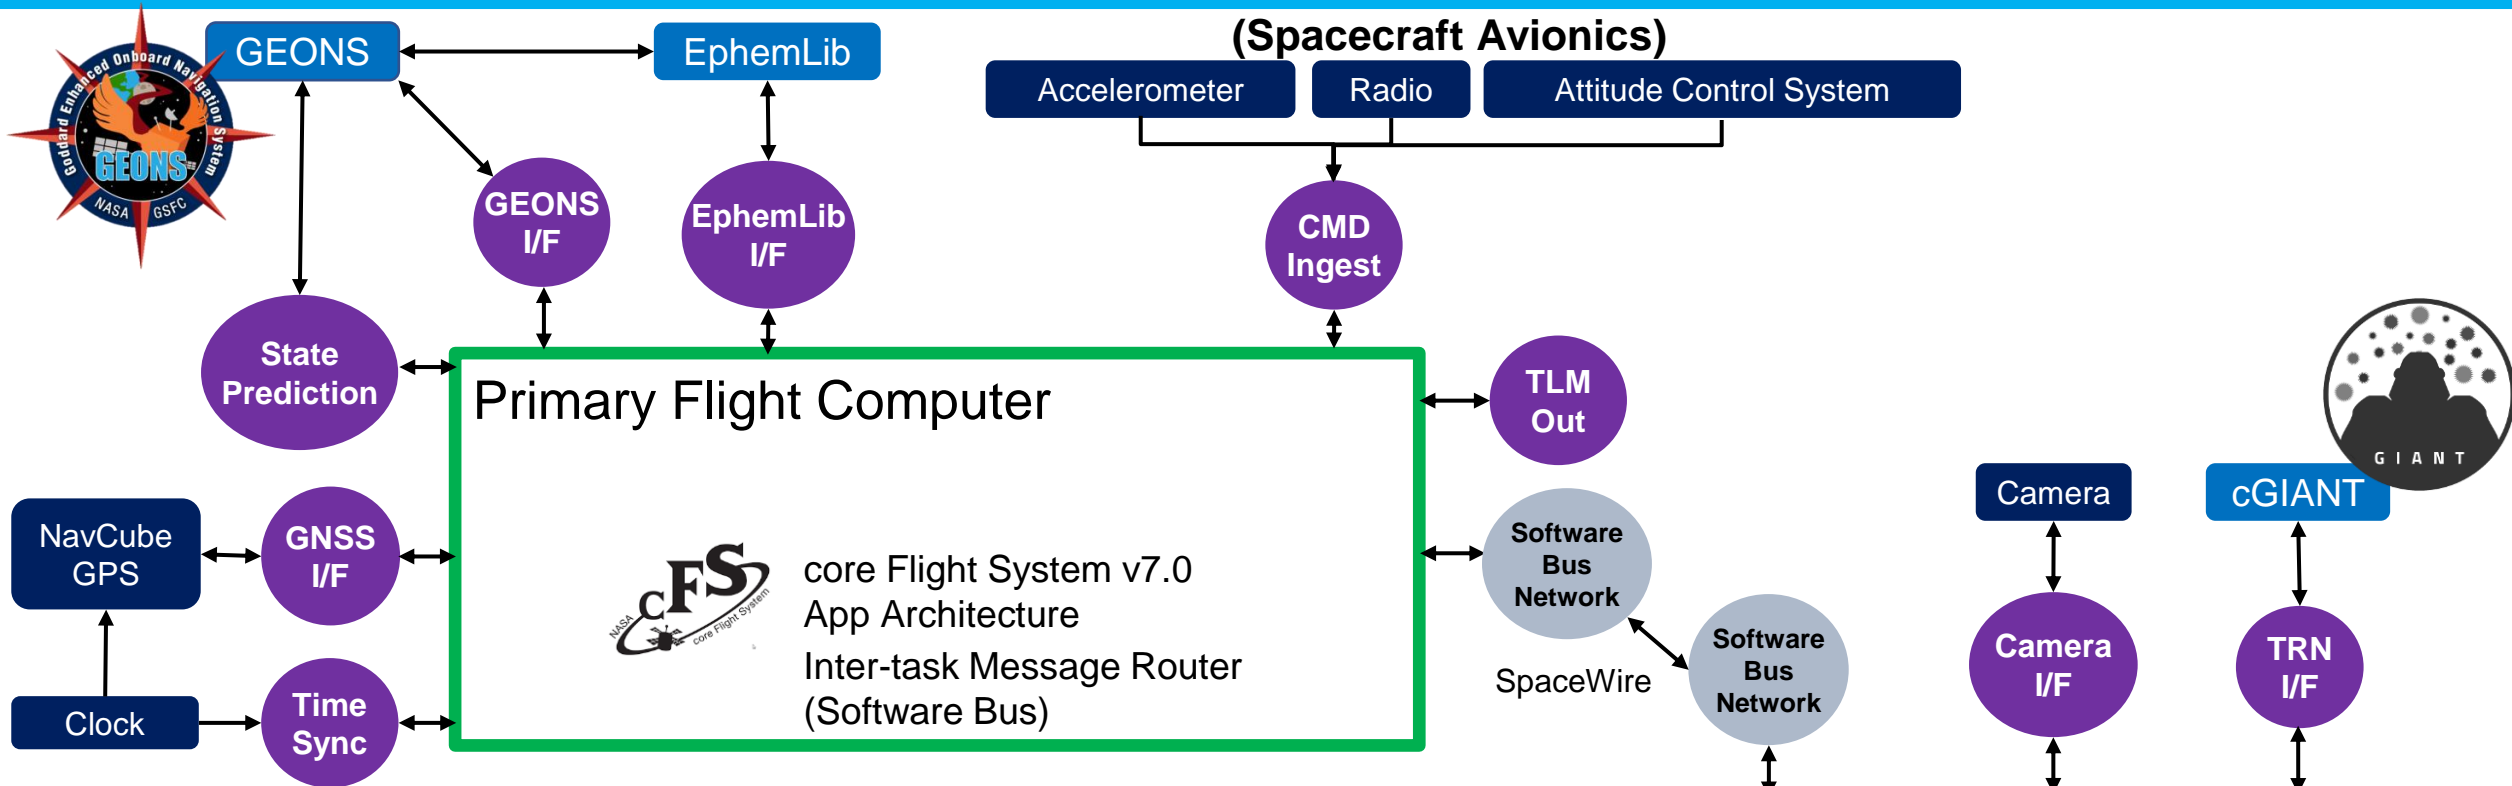 (Spacecraft Avionics)
GEONS
EphemLib
Accelerometer
Radio
Attitude Control System
Goddard Enhanced Onboard Navigation System
GEONS
NASA GSFC
GEONS
I/F
EphemLib
I/F
CMD
Ingest
State
Prediction
Primary Flight Computer
TLM
Out
GIANT
Camera
cGIANT
NavCube
GPS
GNSS
I/F
Software
Bus
Network
NASA
cFS
core Flight System
core Flight System v7.0
App Architecture
Inter-task Message Router
(Software Bus)
SpaceWire
Software
Bus
Network
Camera
I/F
TRN
I/F
Clock
Time
Sync